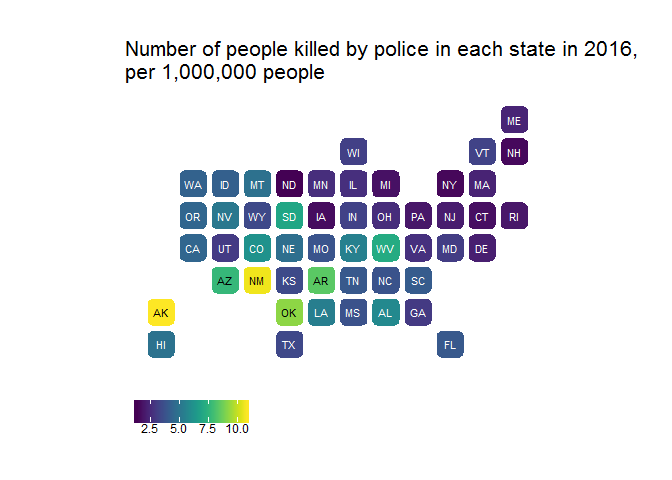 Number of people killed by police in each state in 2016,
per 1,000,000 people
ME
WI VT NH
WA ID MT ND MN IL MI NY MA
OR NV WY SD IA IN OH PA NJ CT RI
CA UT CO NE MO KY WV VA MD DE
AZ NM KS AR TN NC SC
AK OK LA MS AL GA
HI TX FL
2.5 5.0 7.5 10.0